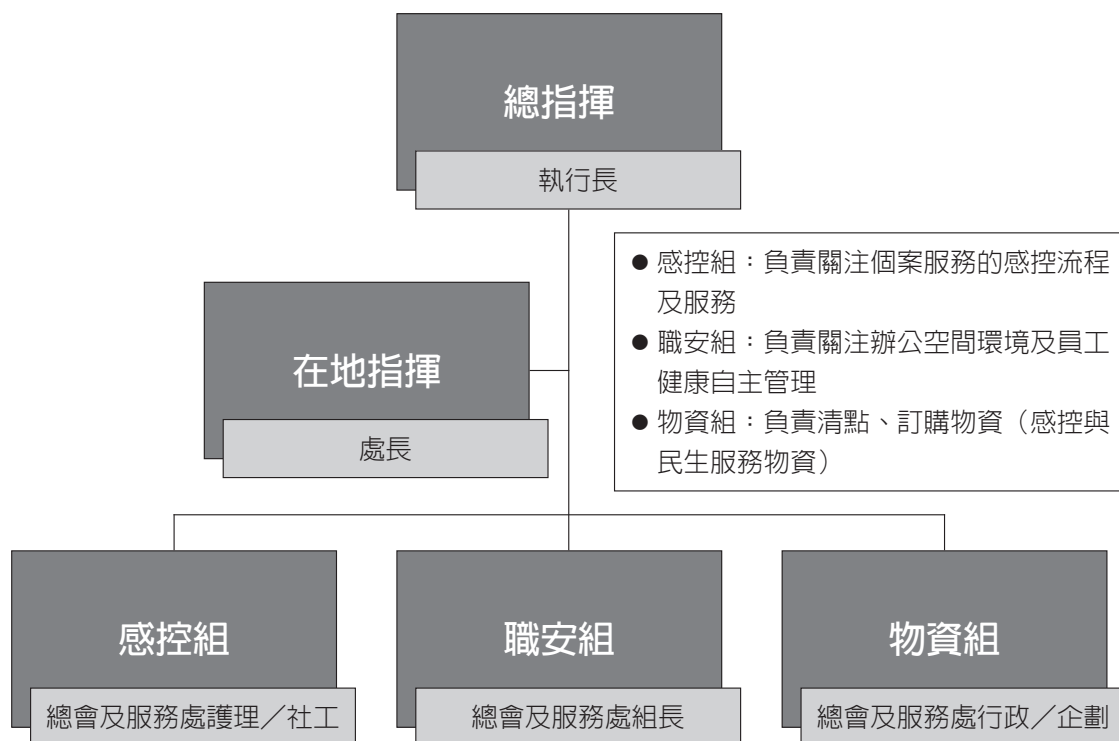 總指揮
執行長
● 感控組：負責關注個案服務的感控流程
及服務
● 職安組：負責關注辦公空間環境及員工
健康自主管理
● 物資組：負責清點、訂購物資（感控與
民生服務物資）
在地指揮
處長
感控組
總會及服務處護理／社工
職安組
總會及服務處組長
物資組
總會及服務處行政／企劃